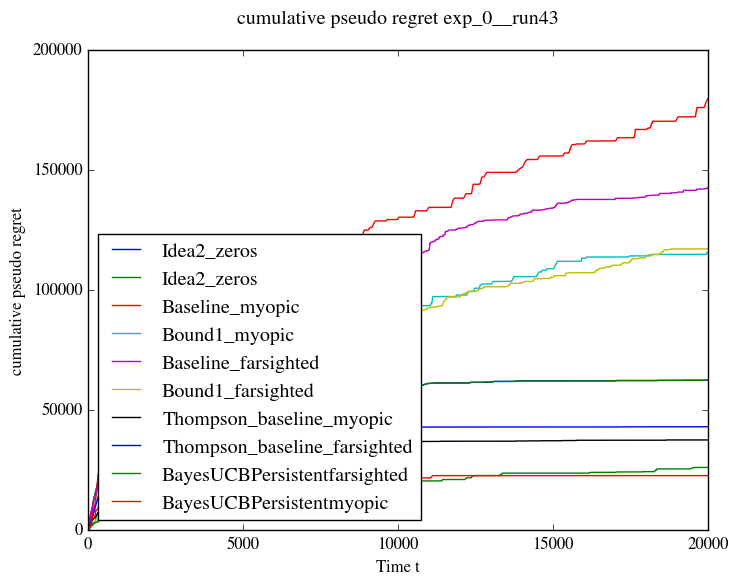 cumulative pseudo regret exp_0__run43
200000
150000
100000
50000
0
cumulative pseudo regret
Idea2_zeros
Idea2_zeros
Baseline_myopic
Bound1_myopic
Baseline_farsighted
Bound1_farsighted
Thompson_baseline_myopic
Thompson_baseline_farsighted
BayesUCBPersistentfarsighted
BayesUCBPersistentmyopic
0 5000 10000 15000 20000
Time t